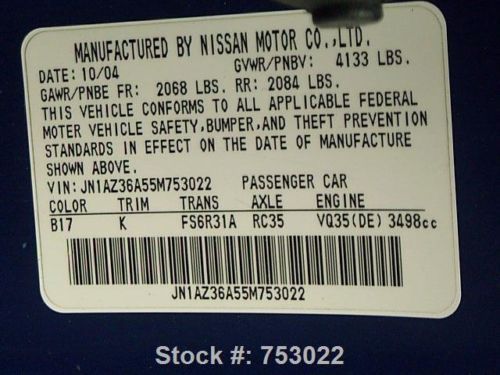 MANUFACTURED BY NISSAN MOTOR CO.,LTD.
DATE: 10/04 GVWR/PNBV: 4133 LBS.
GAWR/PNBE FR: 2068 LBS. RR: 2084 LBS.
THIS VEHICLE CONFORMS TO ALL APPLICABLE FEDERAL
MOTOR VEHICLE SAFETY,BUMPER,AND THEFT PREVENTION
STANDARDS IN EFFECT ON THE DATE OF MANUFACTURE
SHOWN ABOVE.
VIN: JN1AZ36A55M753022 PASSENGER CAR
COLOR TRIM TRANS AXLE ENGINE
B17 K FS6R31A RC35 VQ35(DE) 3498cc
JN1AZ36A55M753022
Stock #: 753022